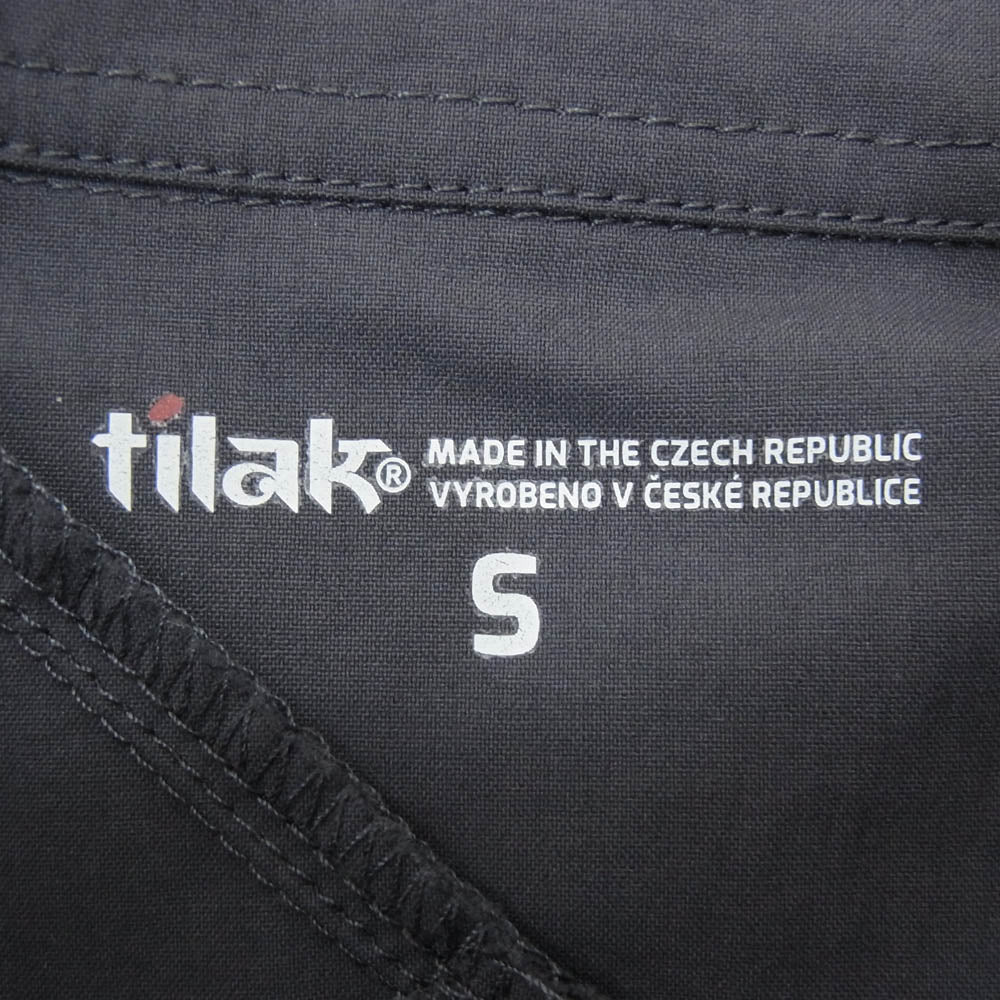 tilak®
MADE IN THE CZECH REPUBLIC
VYROBENO V ČESKÉ REPUBLICE
S